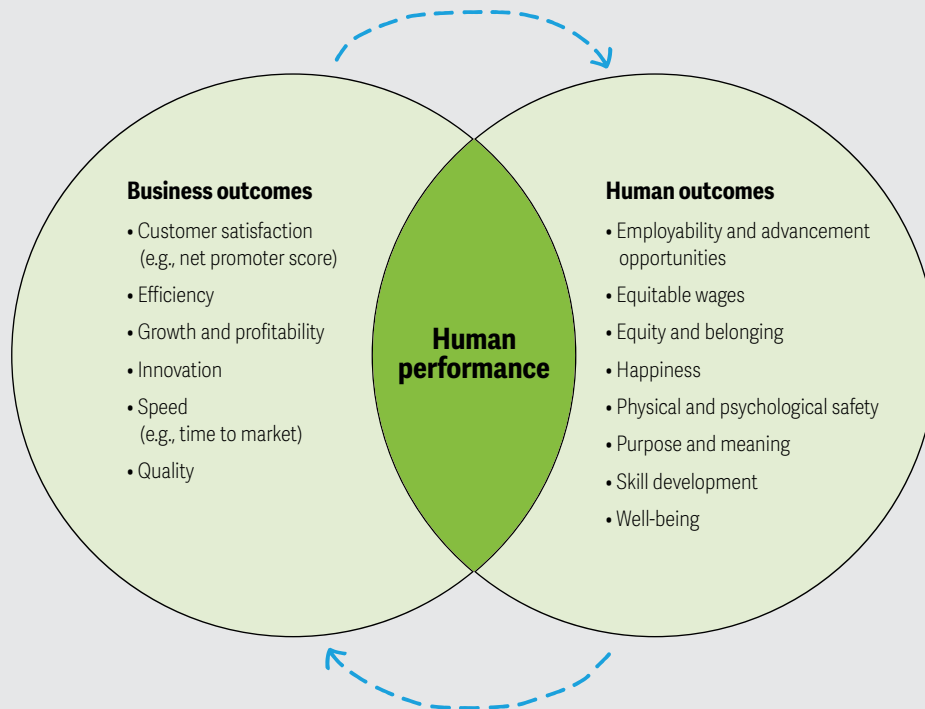 Business outcomes
• Customer satisfaction
(e.g., net promoter score)
• Efficiency
• Growth and profitability
• Innovation
• Speed
(e.g., time to market)
• Quality
Human
performance
Human outcomes
• Employability and advancement
opportunities
• Equitable wages
• Equity and belonging
• Happiness
• Physical and psychological safety
• Purpose and meaning
• Skill development
• Well-being